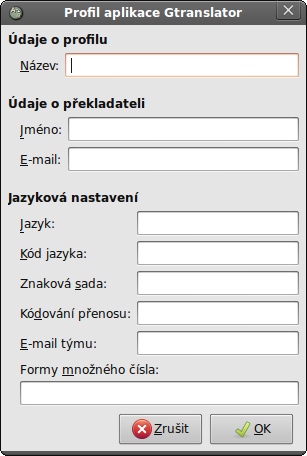 Profil aplikace Gtranslator
Údaje o profilu
Název:
Údaje o překladateli
Jméno:
E-mail:
Jazyková nastavení
Jazyk:
Kód jazyka:
Znaková sada:
Kódování přenosu:
E-mail týmu:
Formy množného čísla:
Zrušit
OK